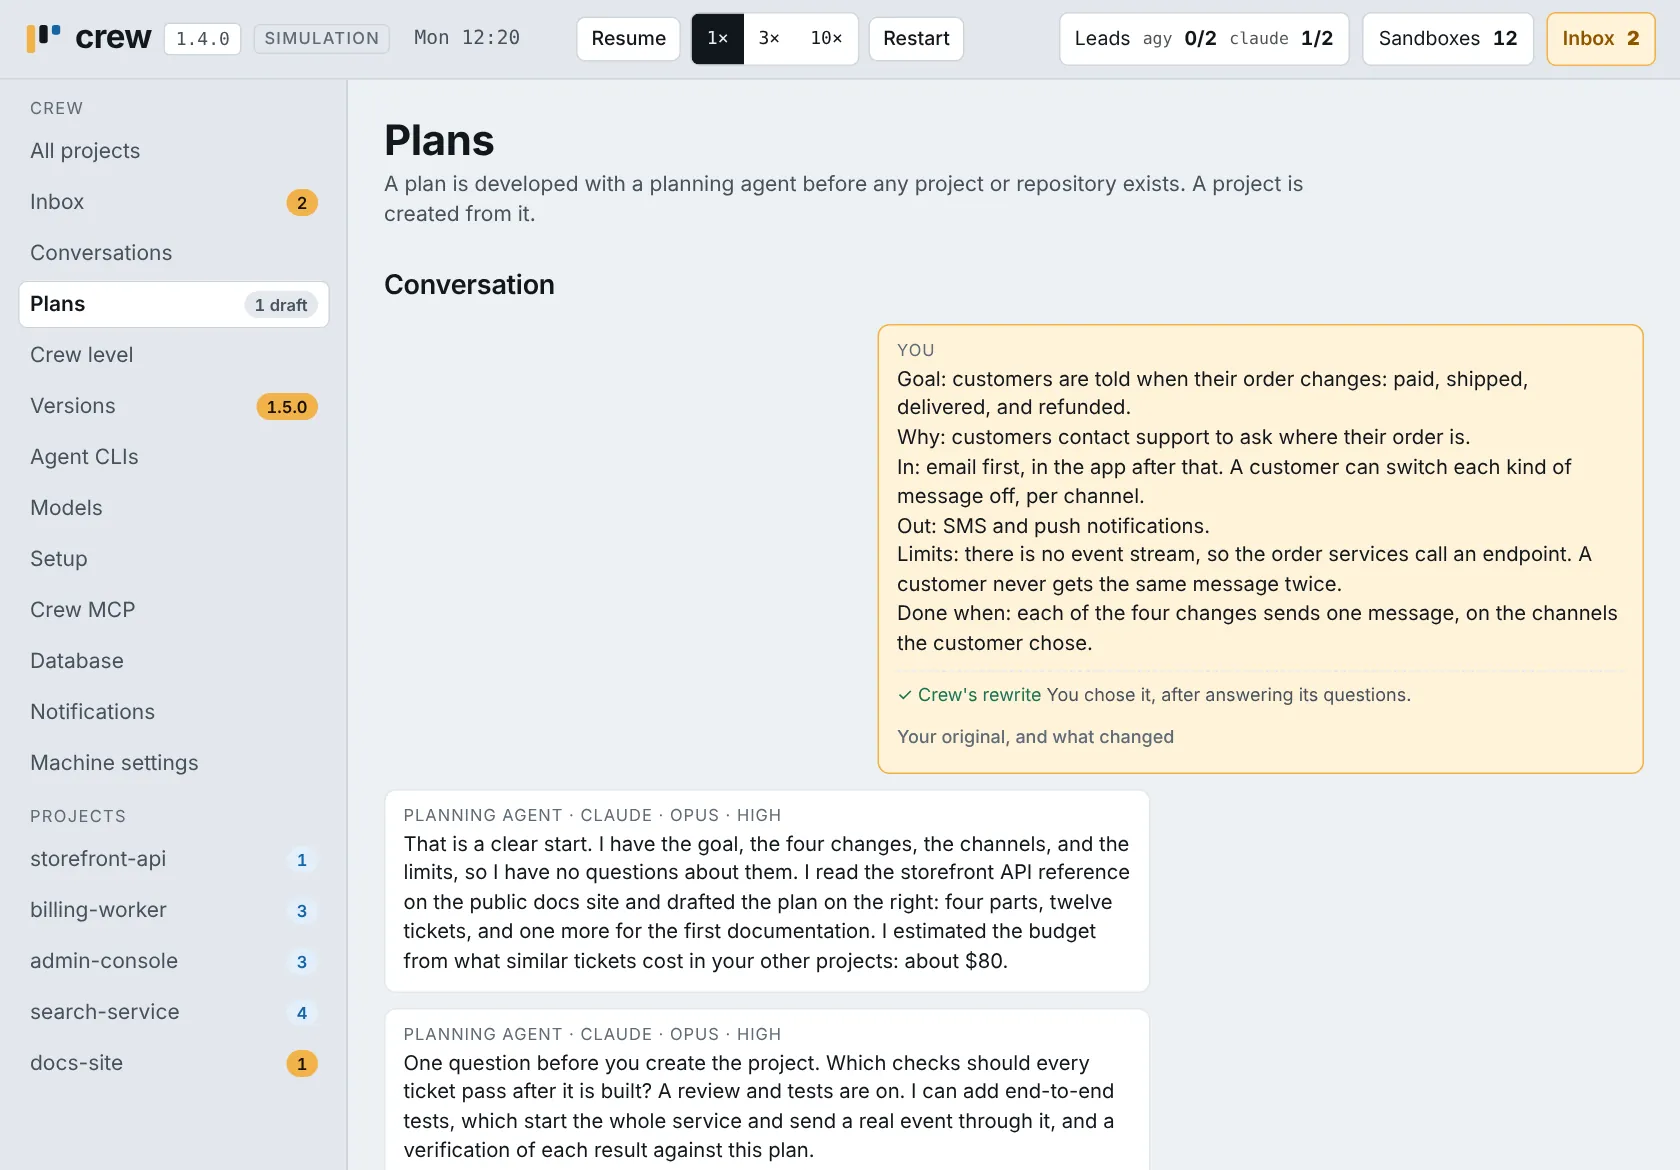 crew 1.4.0 SIMULATION Mon 12:20 Resume 1× 3× 10× Restart Leads agy 0/2 claude 1/2 Sandboxes 12 Inbox 2
CREW
All projects
Inbox 2
Conversations
Plans 1 draft
Crew level
Versions 1.5.0
Agent CLIs
Models
Setup
Crew MCP
Database
Notifications
Machine settings
PROJECTS
storefront-api 1
billing-worker 3
admin-console 3
search-service 4
docs-site 1
Plans
A plan is developed with a planning agent before any project or repository exists. A project is
created from it.
Conversation
YOU
Goal: customers are told when their order changes: paid, shipped,
delivered, and refunded.
Why: customers contact support to ask where their order is.
In: email first, in the app after that. A customer can switch each kind of
message off, per channel.
Out: SMS and push notifications.
Limits: there is no event stream, so the order services call an endpoint. A
customer never gets the same message twice.
Done when: each of the four changes sends one message, on the channels
the customer chose.
✓ Crew's rewrite You chose it, after answering its questions.
Your original, and what changed
PLANNING AGENT · CLAUDE · OPUS · HIGH
That is a clear start. I have the goal, the four changes, the channels, and the
limits, so I have no questions about them. I read the storefront API reference
on the public docs site and drafted the plan on the right: four parts, twelve
tickets, and one more for the first documentation. I estimated the budget
from what similar tickets cost in your other projects: about $80.
PLANNING AGENT · CLAUDE · OPUS · HIGH
One question before you create the project. Which checks should every
ticket pass after it is built? A review and tests are on. I can add end-to-end
tests, which start the whole service and send a real event through it, and a
verification of each result against this plan.